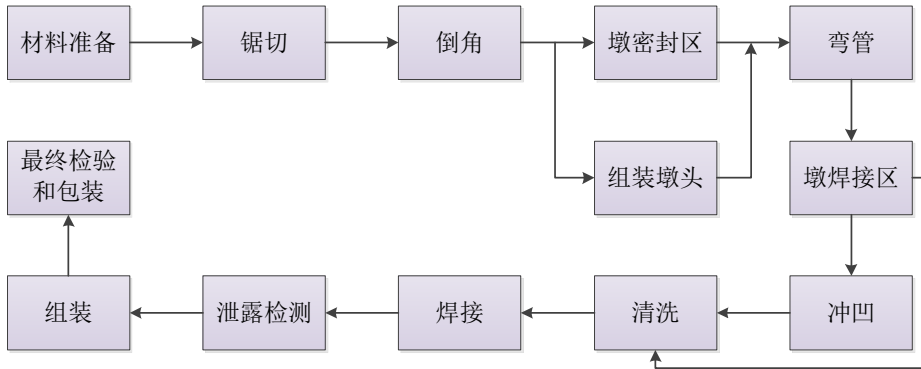 材料准备
锯切
倒角
墩密封区
弯管
最终检验
和包装
组装墩头
墩焊接区
组装
泄露检测
焊接
清洗
冲凹